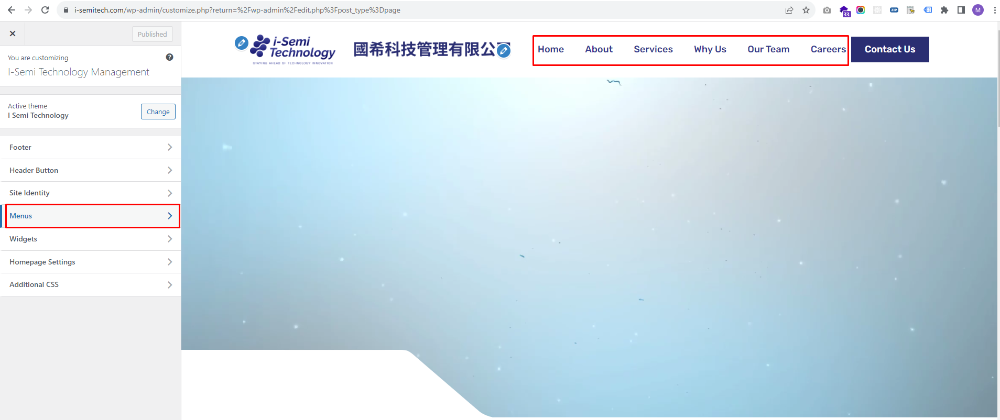 i-semitech.com/wp-admin/customize.php?return=%2Fwp-admin%2Fedit.php%3Fpost_type%3Dpage
33
ZIP
M
Published
You are customizing
I-Semi Technology Management
Active theme
I Semi Technology
Change
Footer
Header Button
Site Identity
Menus
Widgets
Homepage Settings
Additional CSS
i-Semi
Technology
STAYING AHEAD OF TECHNOLOGY INNOVATION
國希科技管理有限公
Home
About
Services
Why Us
Our Team
Careers
Contact Us